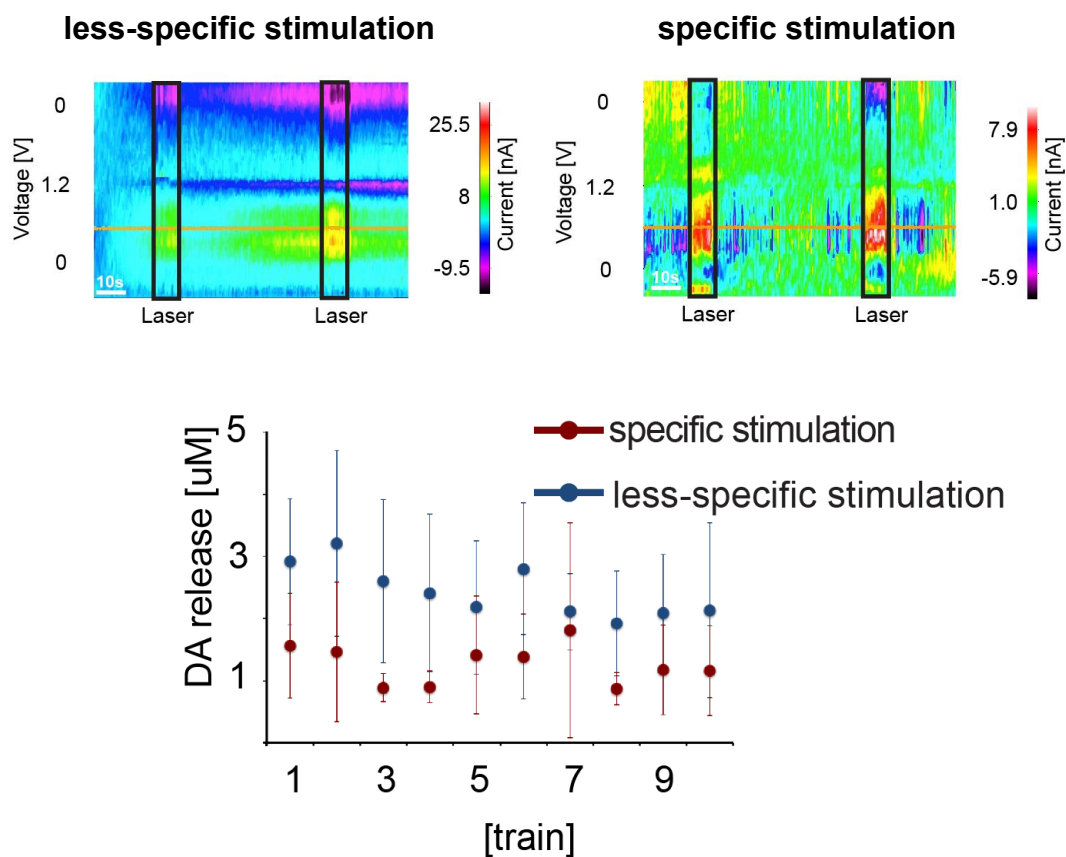 less-specific stimulation
specific stimulation
Voltage [V]
0
1.2
0
10s
Laser
Laser
25.5
8
-9.5
Current [nA]
Voltage [V]
0
1.2
0
10s
Laser
Laser
7.9
1.0
-5.9
Current [nA]
specific stimulation
less-specific stimulation
DA release [uM]
5
3
1
1
3
5
7
9
[train]